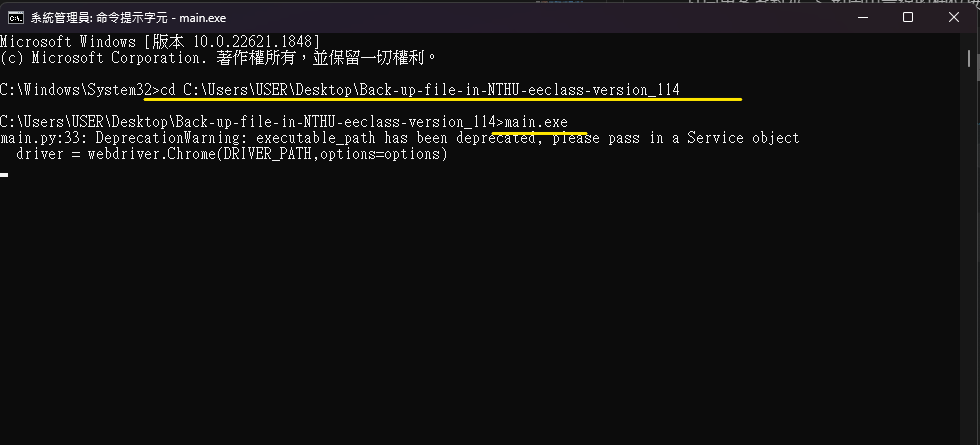 系統管理員: 命令提示字元 - main.exe
Microsoft Windows [版本 10.0.22621.1848]
(c) Microsoft Corporation. 著作權所有，並保留一切權利。
C:\Windows\System32>cd C:\Users\USER\Desktop\Back-up-file-in-NTHU-eeclass-version_114
C:\Users\USER\Desktop\Back-up-file-in-NTHU-eeclass-version_114>main.exe
main.py:33: DeprecationWarning: executable_path has been deprecated, please pass in a Service object
  driver = webdriver.Chrome(DRIVER_PATH,options=options)